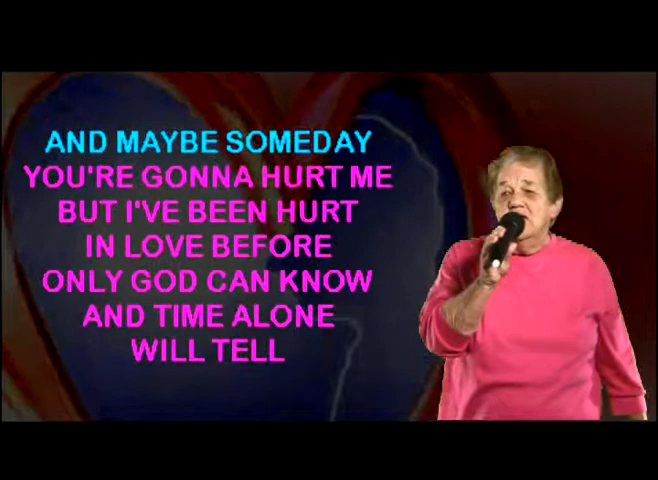 AND MAYBE SOMEDAY
YOU'RE GONNA HURT ME
BUT I'VE BEEN HURT
IN LOVE BEFORE
ONLY GOD CAN KNOW
AND TIME ALONE
WILL TELL